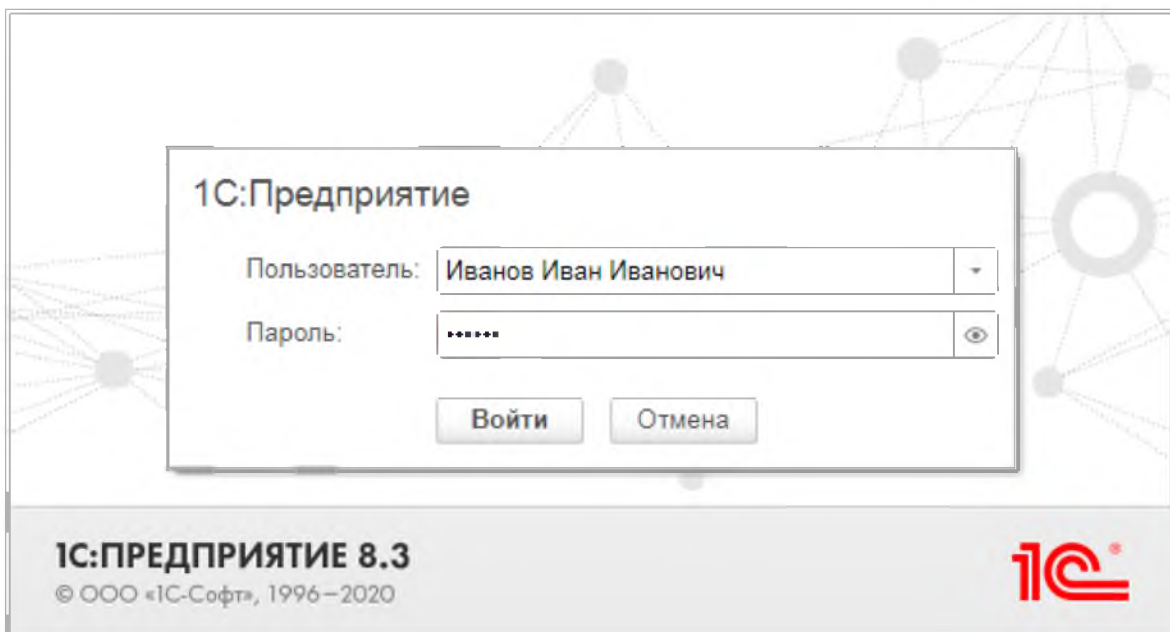 1С:Предприятие
Пользователь: Иванов Иван Иванович
Пароль: ••••••
Войти Отмена
1С:ПРЕДПРИЯТИЕ 8.3
© ООО «1С-Софт», 1996–2020
1С®